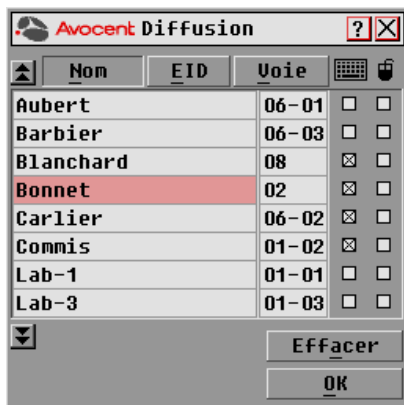 Avocent Diffusion ? X
Nom EID Voie
Aubert 06-01
Barbier 06-03
Blanchard 08
Bonnet 02
Carlier 06-02
Commis 01-02
Lab-1 01-01
Lab-3 01-03
Effacer
OK